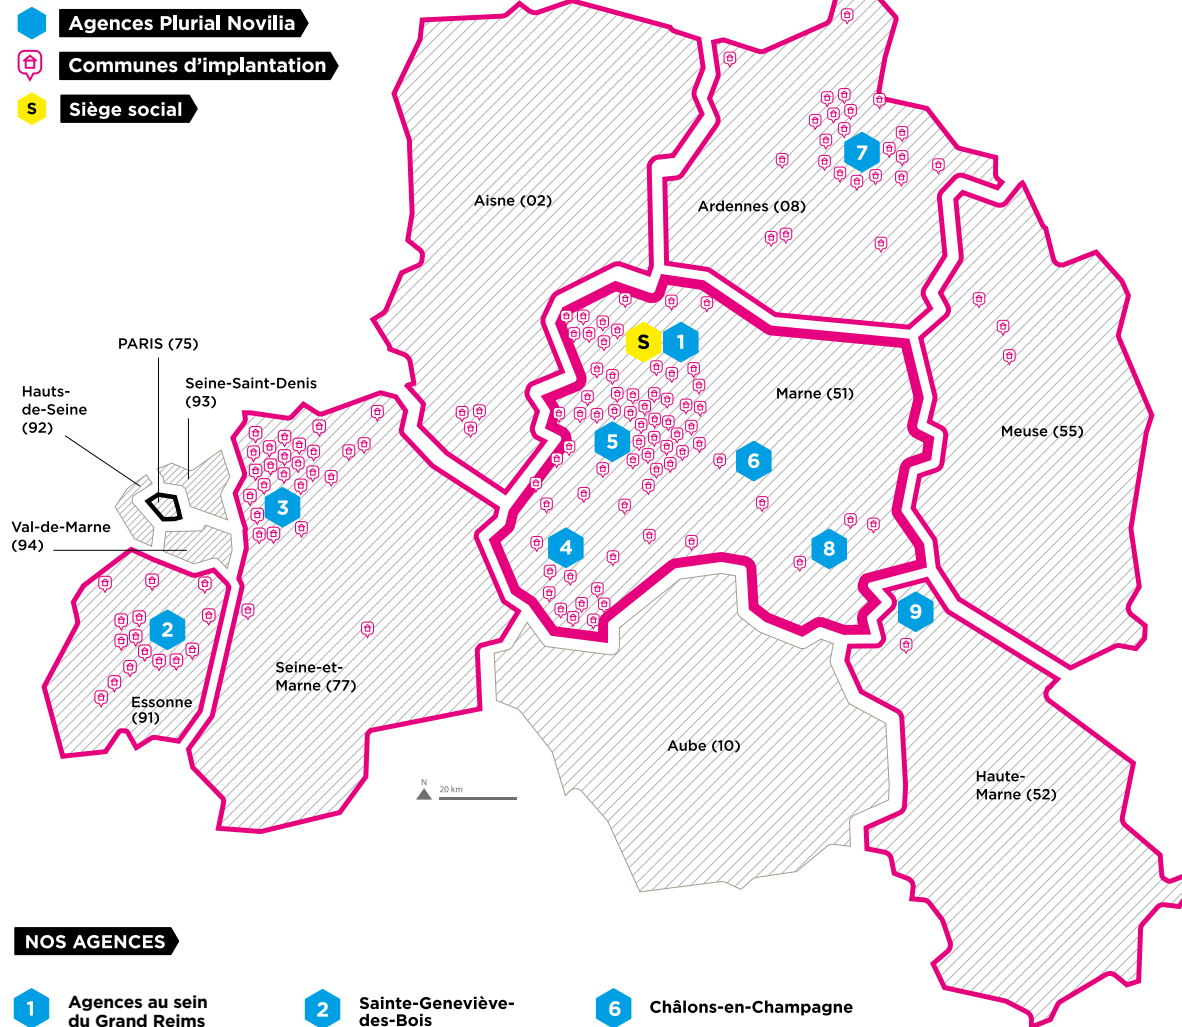 Agences Plurial Novilia
Communes d'implantation
S
Siège social
7
Aisne (02)
Ardennes (08)
PARIS (75)
S
1
Seine-Saint-Denis
(93)
Hauts-
de-Seine
(92)
Marne (51)
Meuse (55)
5
6
3
Val-de-Marne
(94)
4
8
9
2
Seine-et-
Marne (77)
Essonne
(91)
Aube (10)
N
20 km
Haute-
Marne (52)
NOS AGENCES
1
Agences au sein
du Grand Reims
2
Sainte-Geneviève-
des-Bois
6
Châlons-en-Champagne